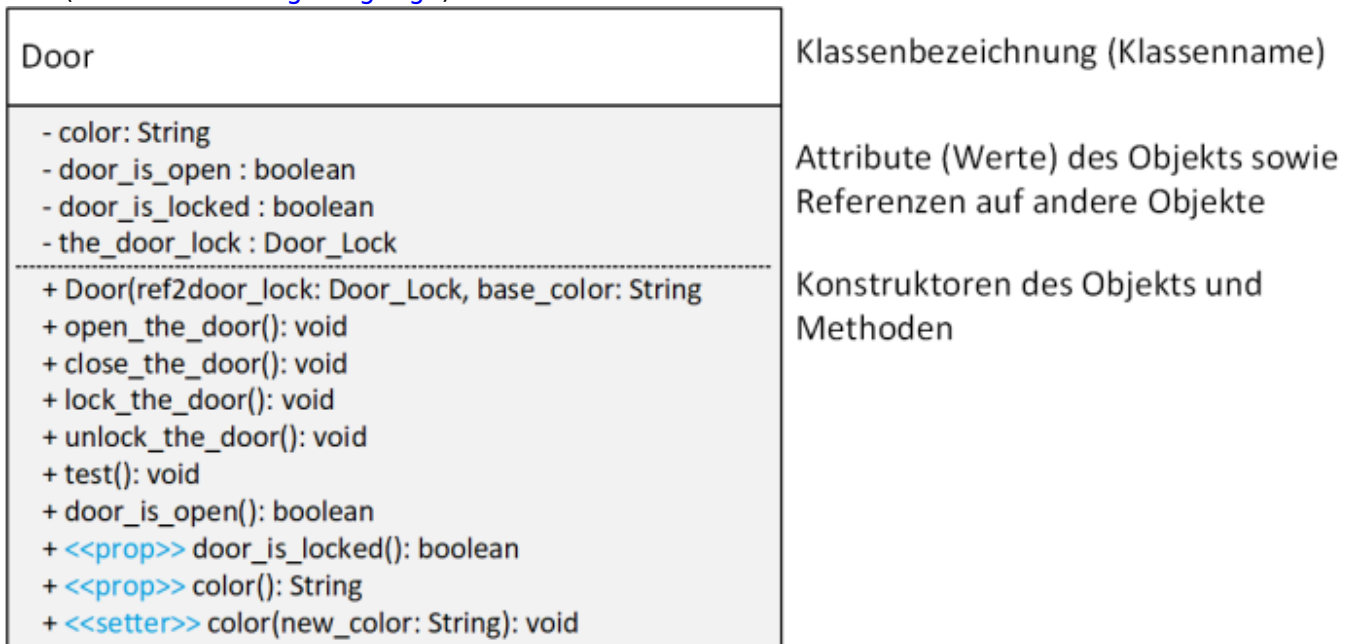 Door
Klassenbezeichnung (Klassenname)
- color: String
- door_is_open : boolean
- door_is_locked : boolean
- the_door_lock : Door_Lock
Attribute (Werte) des Objekts sowie
Referenzen auf andere Objekte
+ Door(ref2door_lock: Door_Lock, base_color: String
+ open_the_door(): void
+ close_the_door(): void
+ lock_the_door(): void
+ unlock_the_door(): void
+ test(): void
+ door_is_open(): boolean
+ <<prop>> door_is_locked(): boolean
+ <<prop>> color(): String
+ <<setter>> color(new_color: String): void
Konstruktoren des Objekts und
Methoden